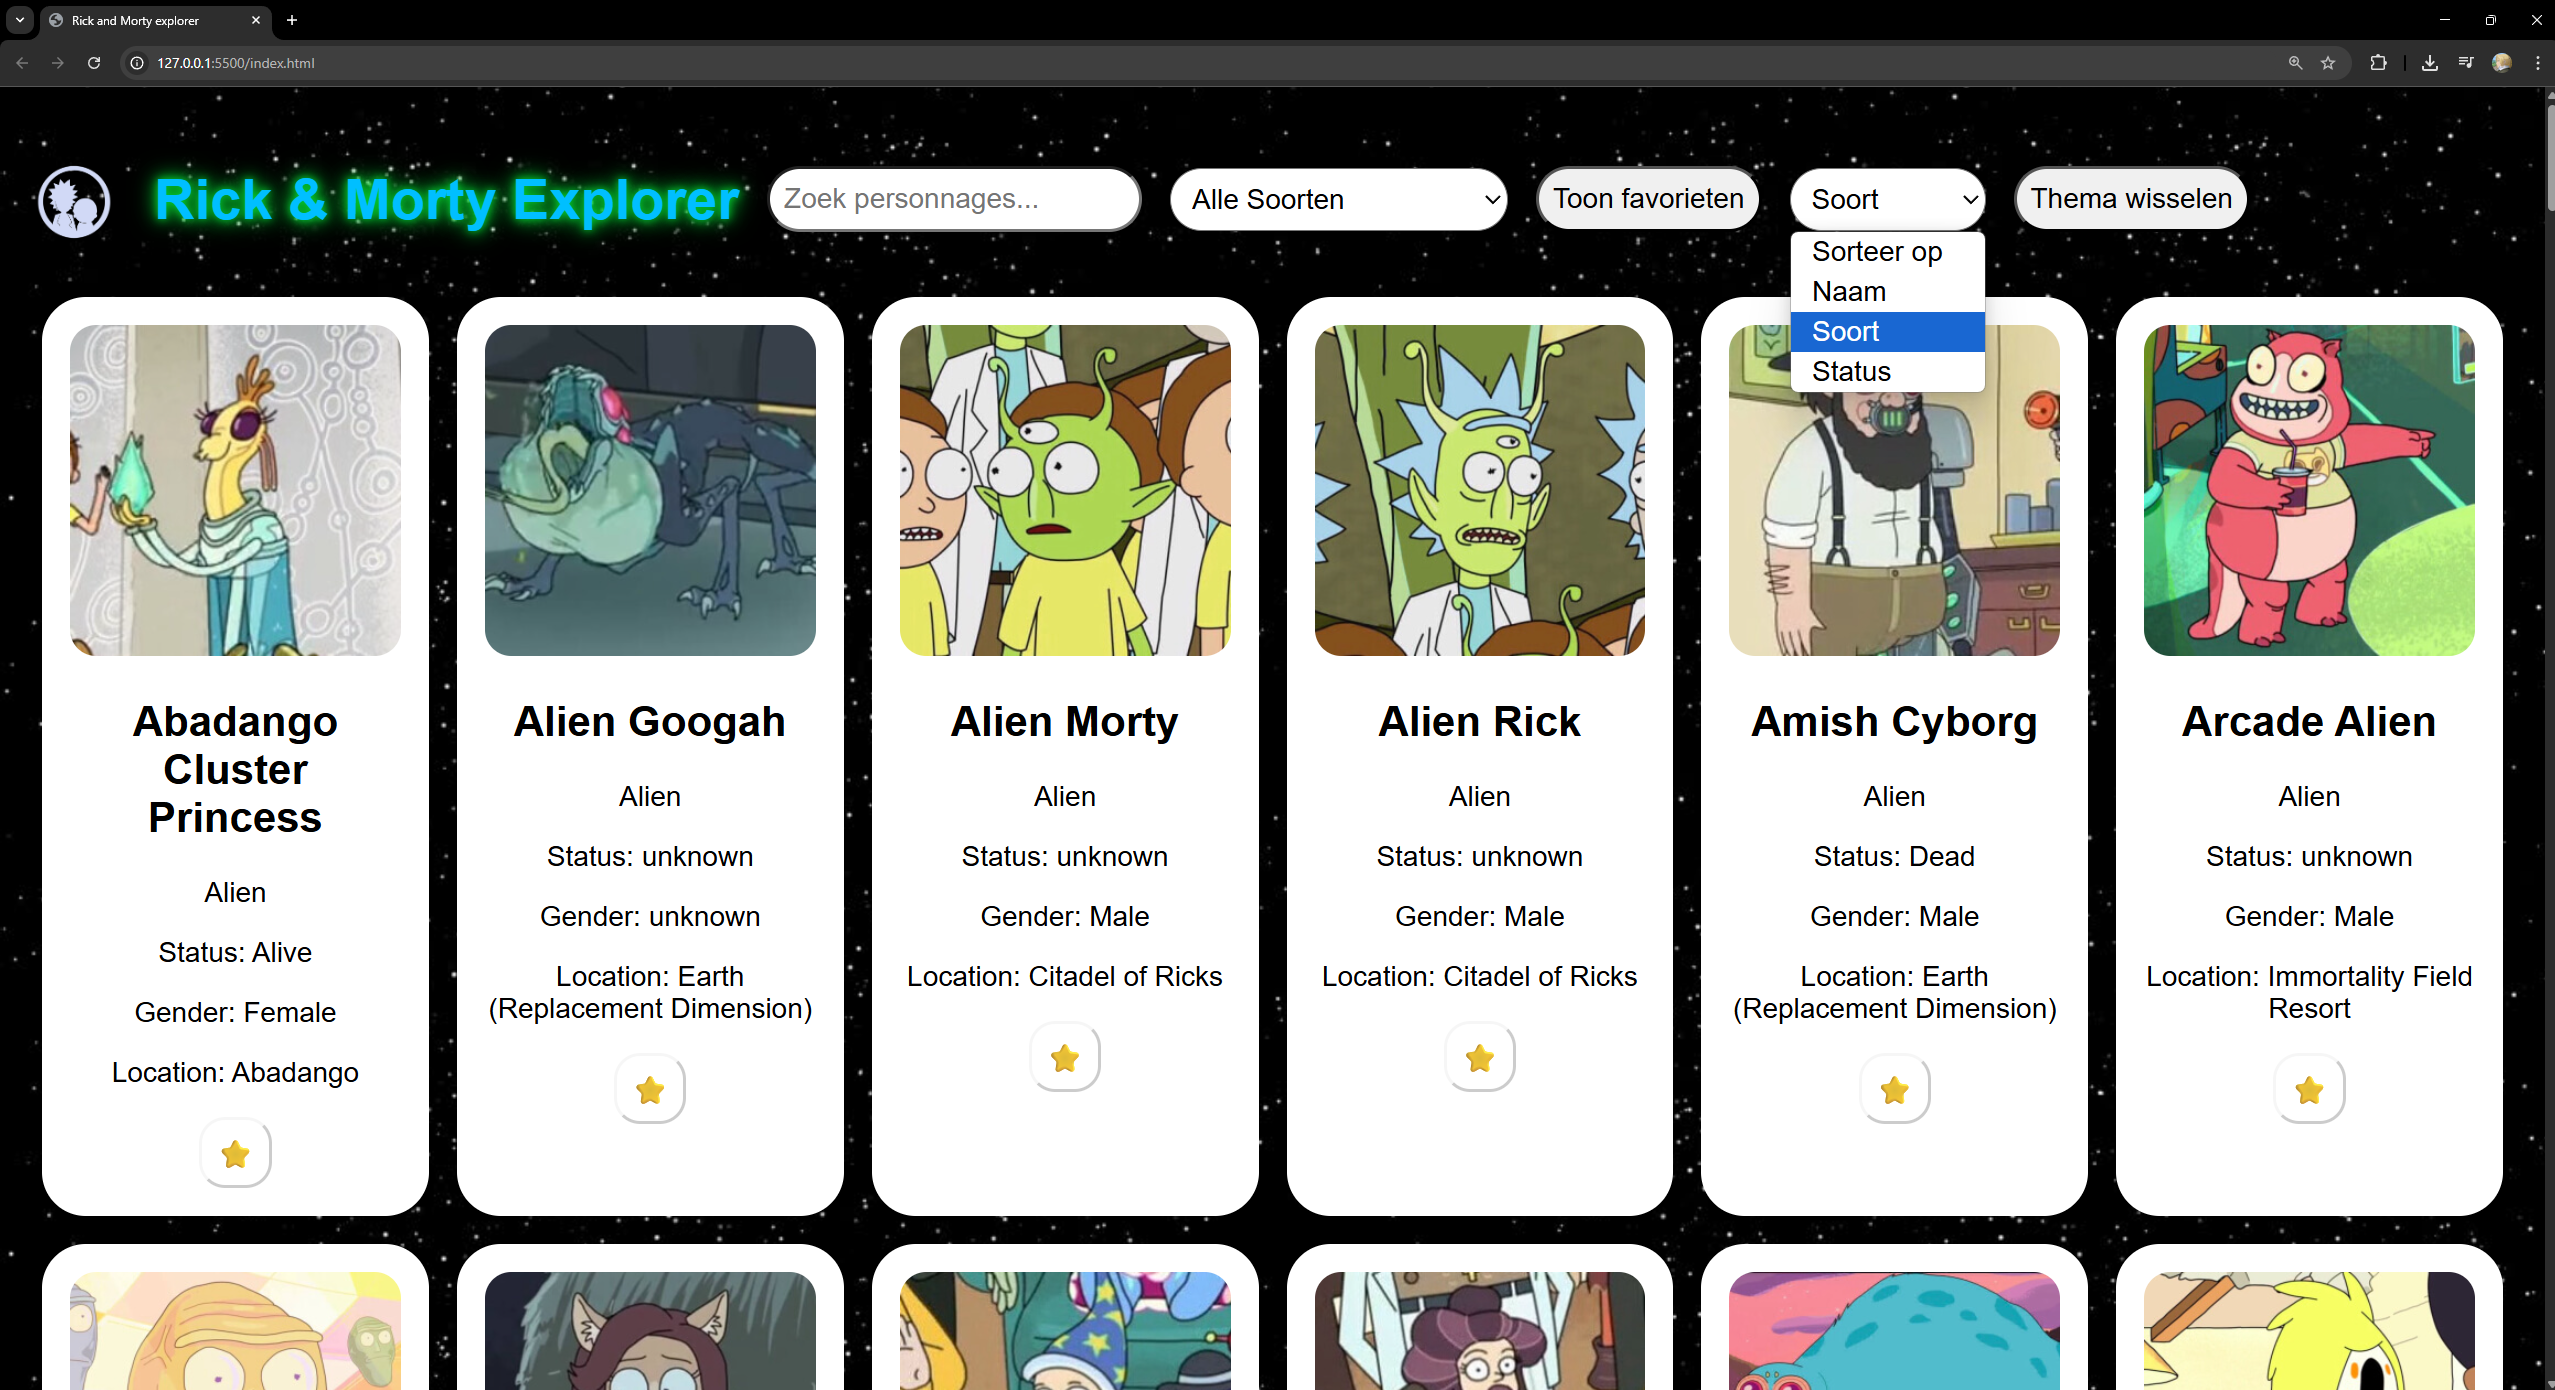 Rick and Morty explorer
127.0.0.1:5500/index.html
Rick & Morty Explorer
Zoek personnages...
Alle Soorten
Toon favorieten
Soort
Thema wisselen
Sorteer op
Naam
Soort
Status
Abadango
Cluster
Princess
Alien
Status: Alive
Gender: Female
Location: Abadango
Alien Googah
Alien
Status: unknown
Gender: unknown
Location: Earth
(Replacement Dimension)
Alien Morty
Alien
Status: unknown
Gender: Male
Location: Citadel of Ricks
Alien Rick
Alien
Status: unknown
Gender: Male
Location: Citadel of Ricks
Amish Cyborg
Alien
Status: Dead
Gender: Male
Location: Earth
(Replacement Dimension)
Arcade Alien
Alien
Status: unknown
Gender: Male
Location: Immortality Field
Resort